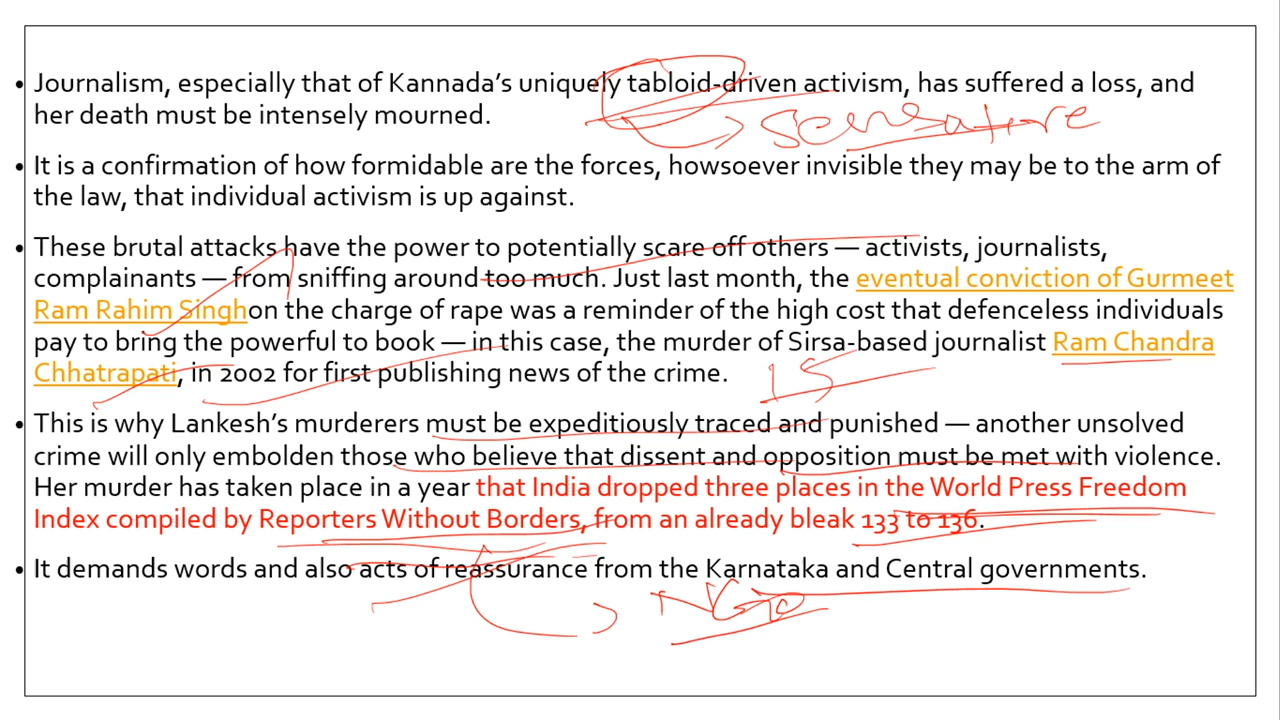 • Journalism, especially that of Kannada's uniquely tabloid-driven activism, has suffered a loss, and
her death must be intensely mourned.
• It is a confirmation of how formidable are the forces, howsoever invisible they may be to the arm of
the law, that individual activism is up against.
• These brutal attacks have the power to potentially scare off others — activists, journalists,
complainants — from sniffing around too much. Just last month, the eventual conviction of Gurmeet
Ram Rahim Singhon the charge of rape was a reminder of the high cost that defenceless individuals
pay to bring the powerful to book — in this case, the murder of Sirsa-based journalist Ram Chandra
Chhatrapati, in 2002 for first publishing news of the crime.
15
• This is why Lankesh's murderers must be expeditiously traced and punished — another unsolved
crime will only embolden those who believe that dissent and opposition must be met with violence.
Her murder has taken place in a year that India dropped three places in the World Press Freedom
Index compiled by Reporters Without Borders, from an already bleak 133 to 136.
• It demands words and also acts of reassurance from the Karnataka and Central governments.
NGO